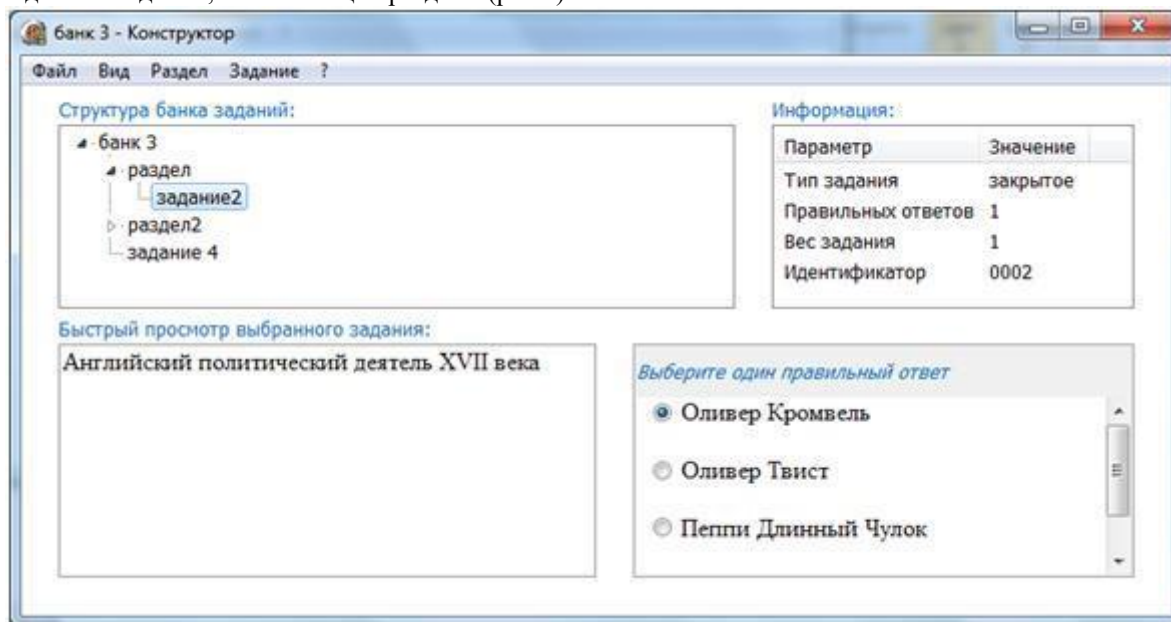 банк 3 - Конструктор
Файл Вид Раздел Задание ?
Структура банка заданий:
банк 3
раздел
задание2
раздел2
задание 4
Информация:
Параметр Значение
Тип задания закрытое
Правильных ответов 1
Вес задания 1
Идентификатор 0002
Быстрый просмотр выбранного задания:
Английский политический деятель XVII века
Выберите один правильный ответ
Оливер Кромвель
Оливер Твист
Пеппи Длинный Чулок